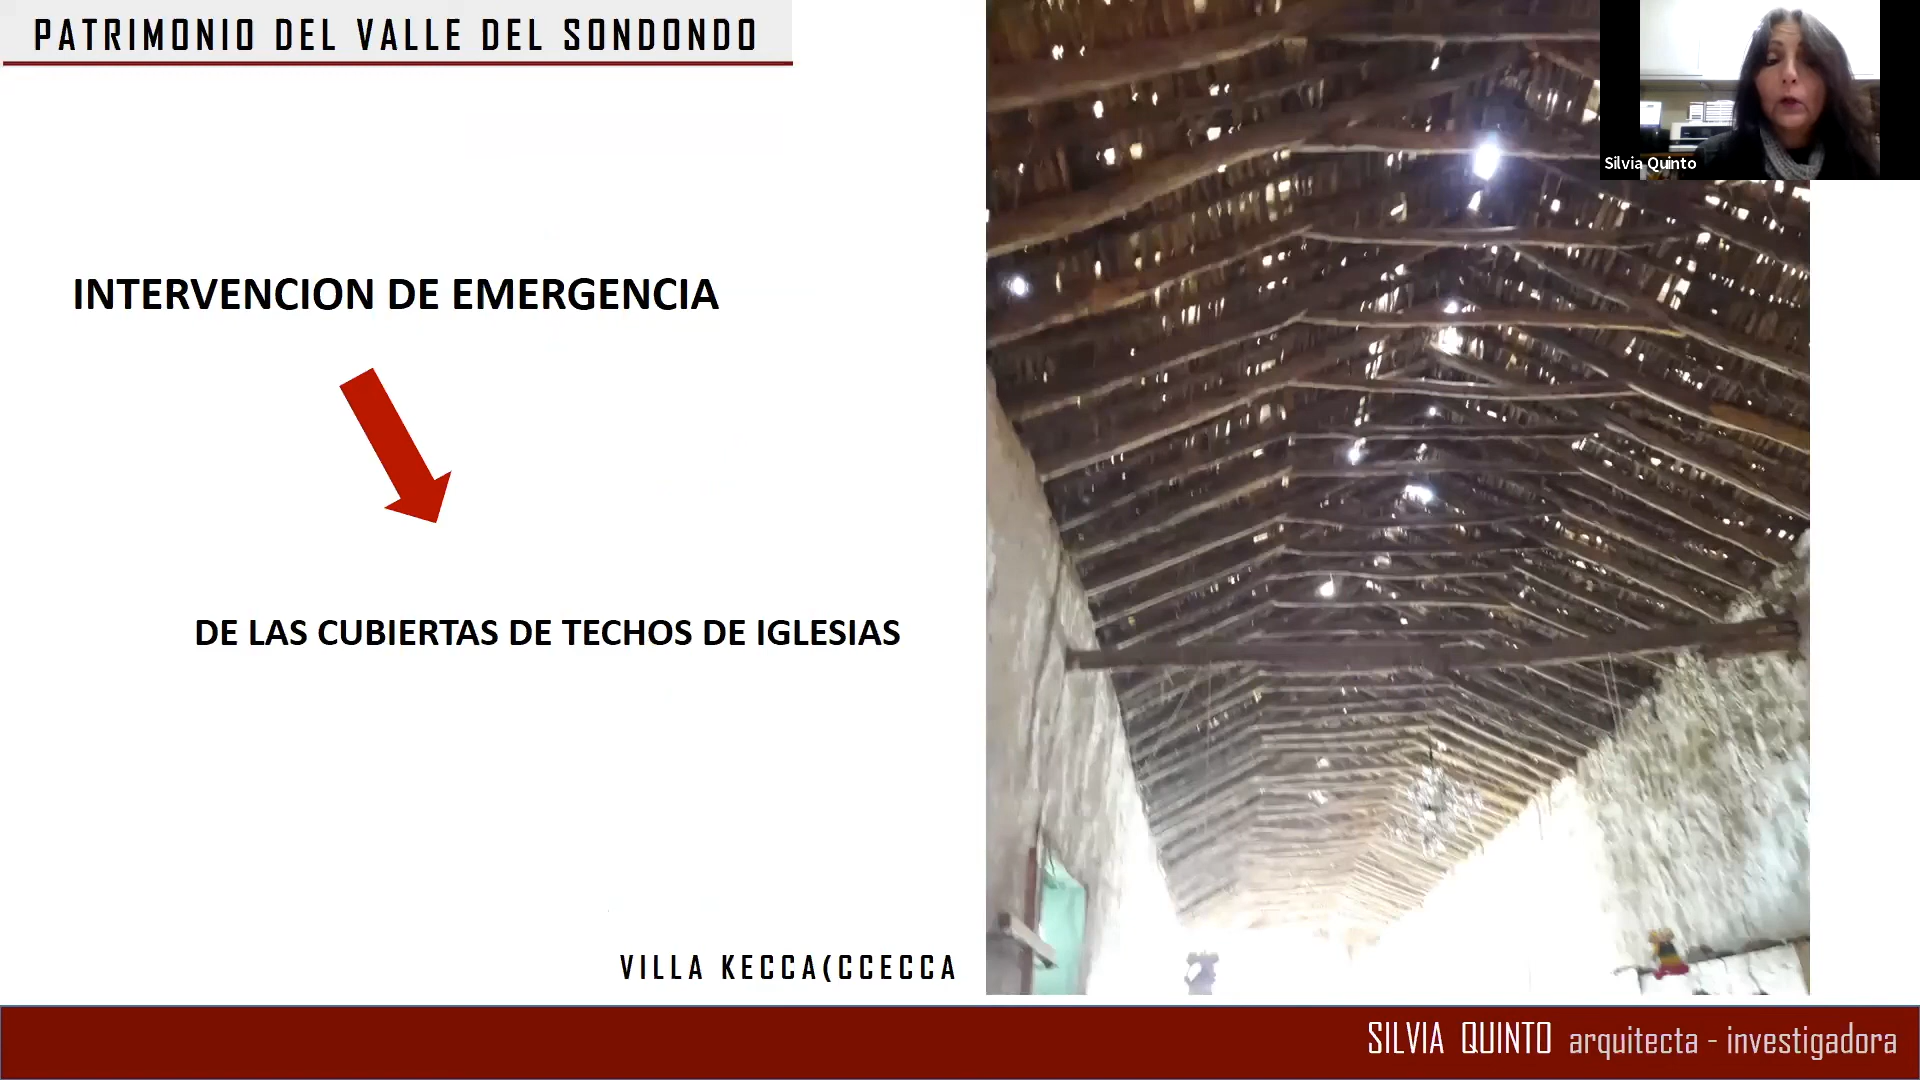 PATRIMONIO DEL VALLE DEL SONDONDO
Silvia Quinto
INTERVENCION DE EMERGENCIA
DE LAS CUBIERTAS DE TECHOS DE IGLESIAS
VILLA KECCA(CCECCA
SILVIA QUINTO arquitecta - investigadora